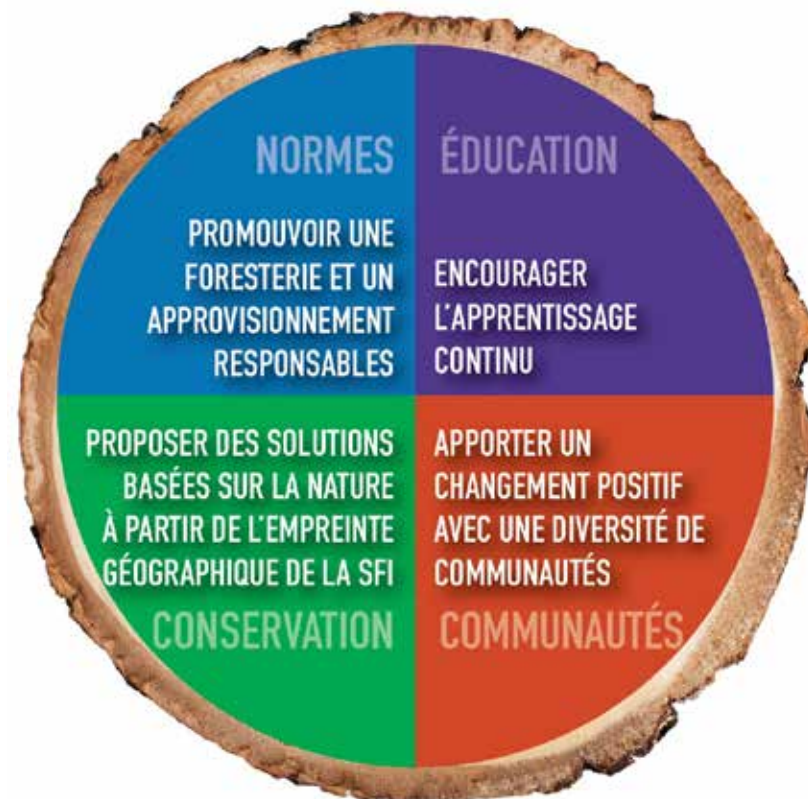 NORMES
PROMOUVOIR UNE
FORESTERIE ET UN
APPROVISIONNEMENT
RESPONSABLES
ÉDUCATION
ENCOURAGER
L'APPRENTISSAGE
CONTINU
PROPOSER DES SOLUTIONS
BASÉES SUR LA NATURE
À PARTIR DE L'EMPREINTE
GÉOGRAPHIQUE DE LA SFI
CONSERVATION
APPORTER UN
CHANGEMENT POSITIF
AVEC UNE DIVERSITÉ DE
COMMUNAUTÉS
COMMUNAUTÉS